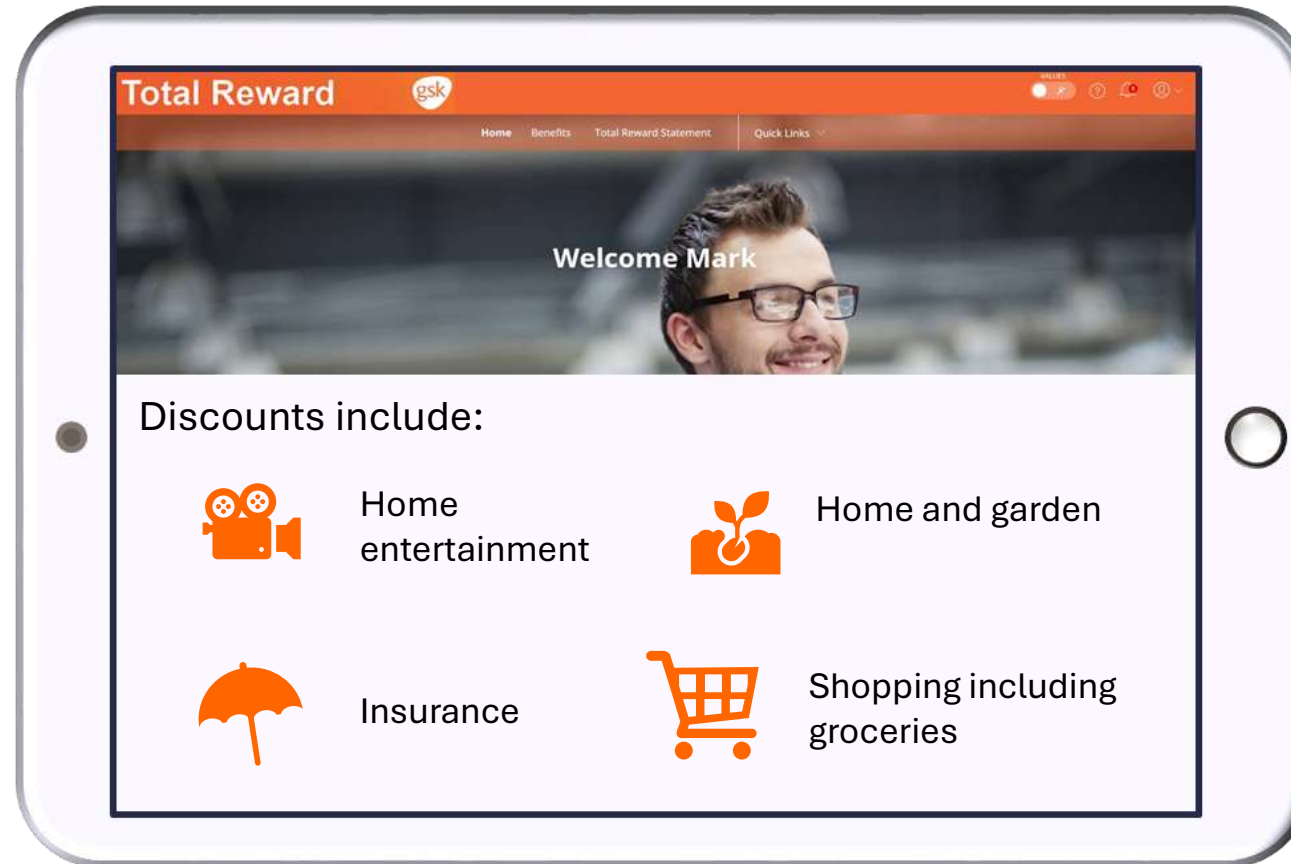 Total Reward
gsk
VALUES
Home Benefits Total Reward Statement Quick Links
Welcome Mark
Discounts include:
Home
entertainment
Home and garden
Insurance
Shopping including
groceries